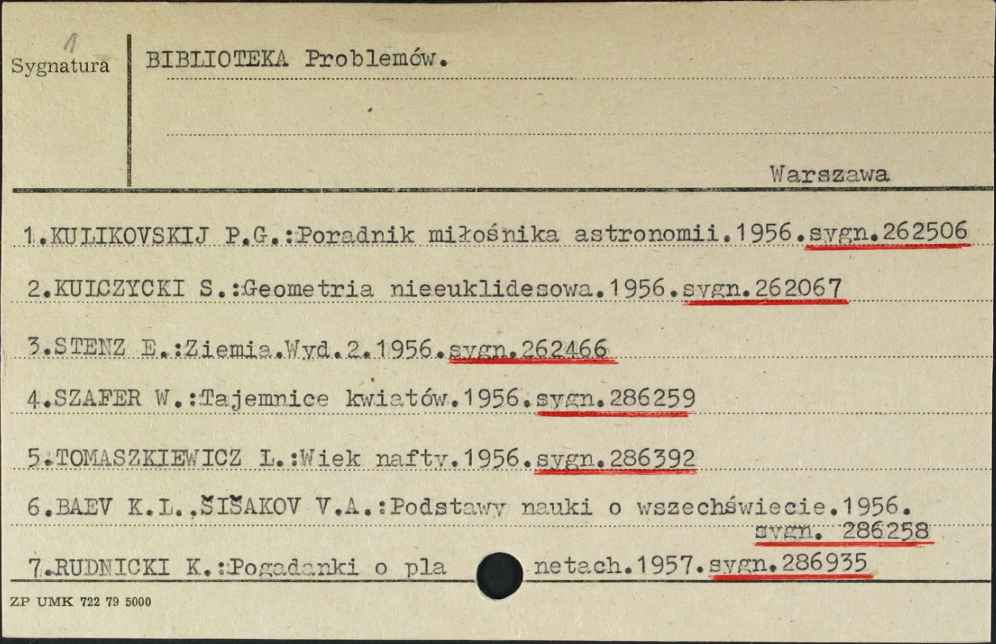 1
Sygnatura
BIBLIOTEKA Problemów.
Warszawa
1.KULIKOVSKIJ P.G.:Poradnik miłośnika astronomii.1956.sygn.262506
2.KULCZYCKI S.:Geometria nieeuklidesowa.1956.sygn.262067
3.STENZ E.:Ziemia.Wyd.2.1956.sygn.262466
4.SZAFER W.:Tajemnice kwiatów.1956.sygn.286259
5.TOMASZKIEWICZ L.:Wiek nafty.1956.sygn.286392
6.BAEV K.L.,ŠIŠAKOV V.A.:Podstawy nauki o wszechświecie.1956.
sygn. 286258
7.RUDNICKI K.:Pogadanki o pla netach.1957.sygn.286935
ZP UMK 722 79 5000